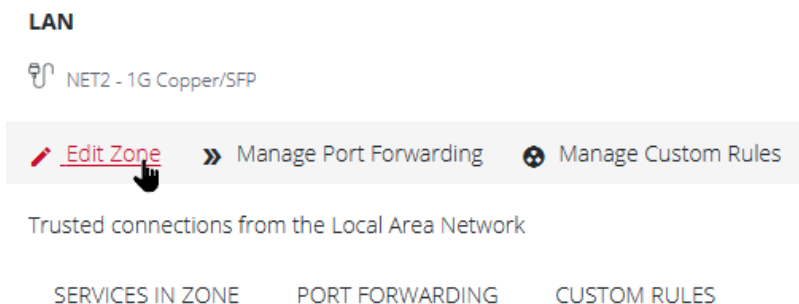 LAN
NET2 - 1G Copper/SFP
Edit Zone Manage Port Forwarding Manage Custom Rules
Trusted connections from the Local Area Network
SERVICES IN ZONE PORT FORWARDING CUSTOM RULES